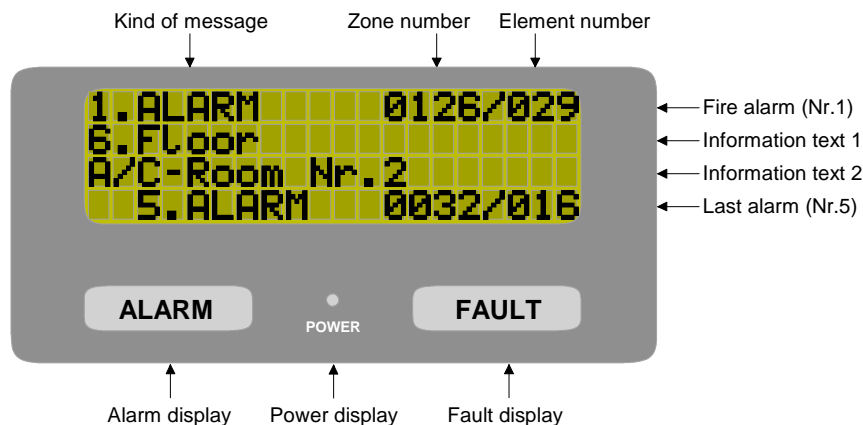 Kind of message Zone number Element number
1.ALARM 0126/029 Fire alarm (Nr.1)
6.Floor Information text 1
A/C-Room Nr.2 Information text 2
5.ALARM 0032/016 Last alarm (Nr.5)
ALARM POWER FAULT
Alarm display Power display Fault display